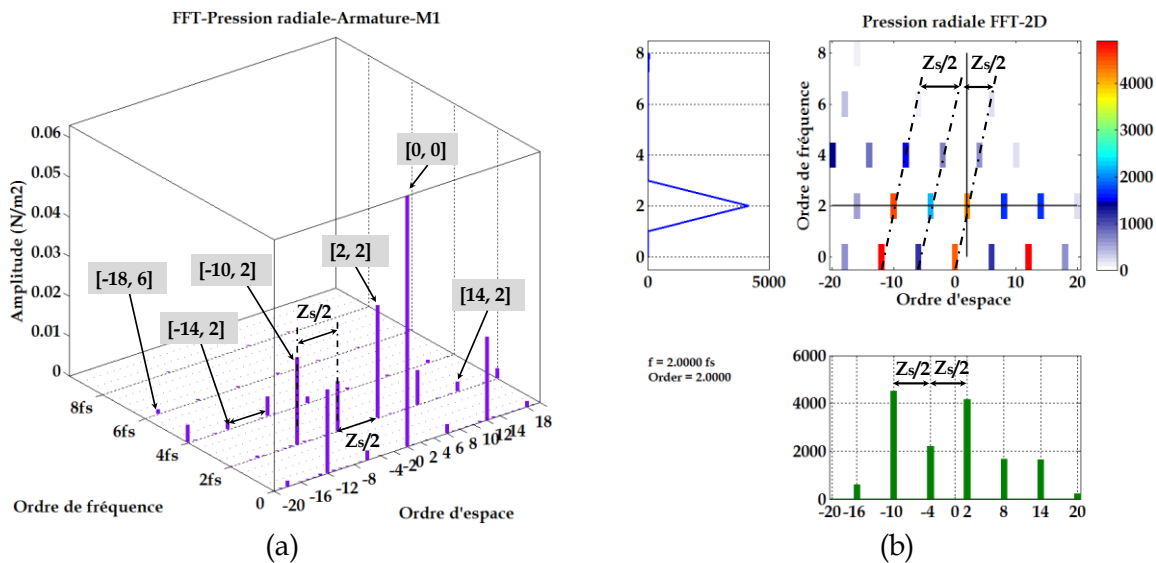 FFT-Pression radiale-Armature-M1
Amplitude (N/m2)
0.06
0.05
0.04
0.03
0.02
0.01
0
[0, 0]
[2, 2]
[-10, 2]
[14, 2]
[-18, 6]
[-14, 2]
Zs/2
Zs/2
8fs
6fs
4fs
2fs
0
Ordre de fréquence
-20 -16 -12 -8 -4 -2 0 2 4 6 8 10 12 14 18
Ordre d'espace
(a)
8
6
4
2
0
0 5000
f = 2.0000 fs
Order = 2.0000
Pression radiale FFT-2D
Zs/2 Zs/2
Ordre de fréquence
8
6
4
2
0
-20 -10 0 10 20
Ordre d'espace
4000
3000
2000
1000
0
6000
4000
2000
0
Zs/2 Zs/2
-20 -16 -10 -4 0 2 8 14 20
(b)